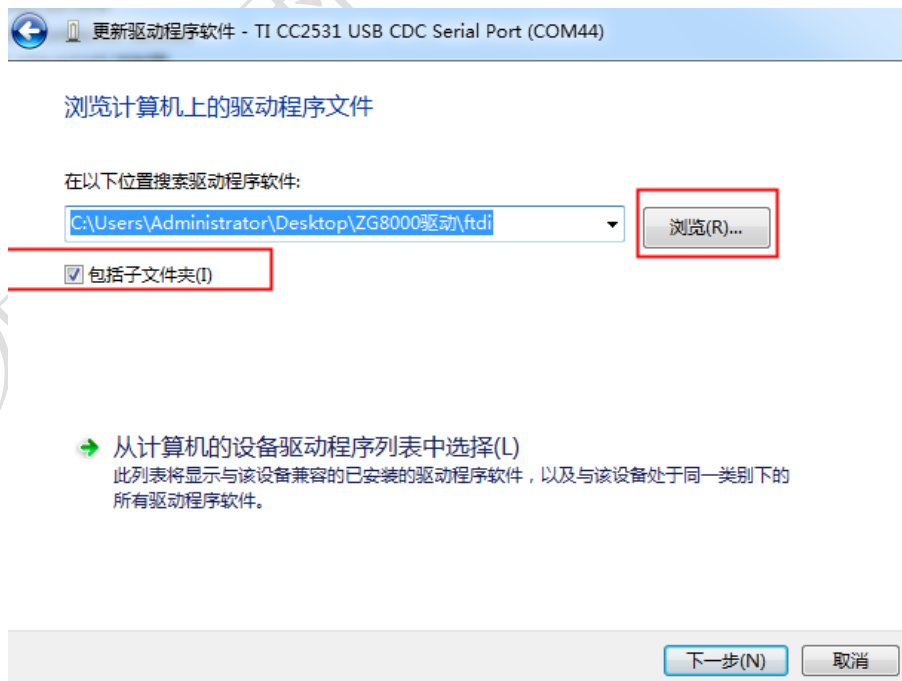 更新驱动程序软件 - TI CC2531 USB CDC Serial Port (COM44)
浏览计算机上的驱动程序文件
在以下位置搜索驱动程序软件:
C:\Users\Administrator\Desktop\ZG8000驱动\ftdi
浏览(R)...
包括子文件夹(I)
从计算机的设备驱动程序列表中选择(L)
此列表将显示与该设备兼容的已安装的驱动程序软件，以及与该设备处于同一类别下的
所有驱动程序软件。
下一步(N)
取消